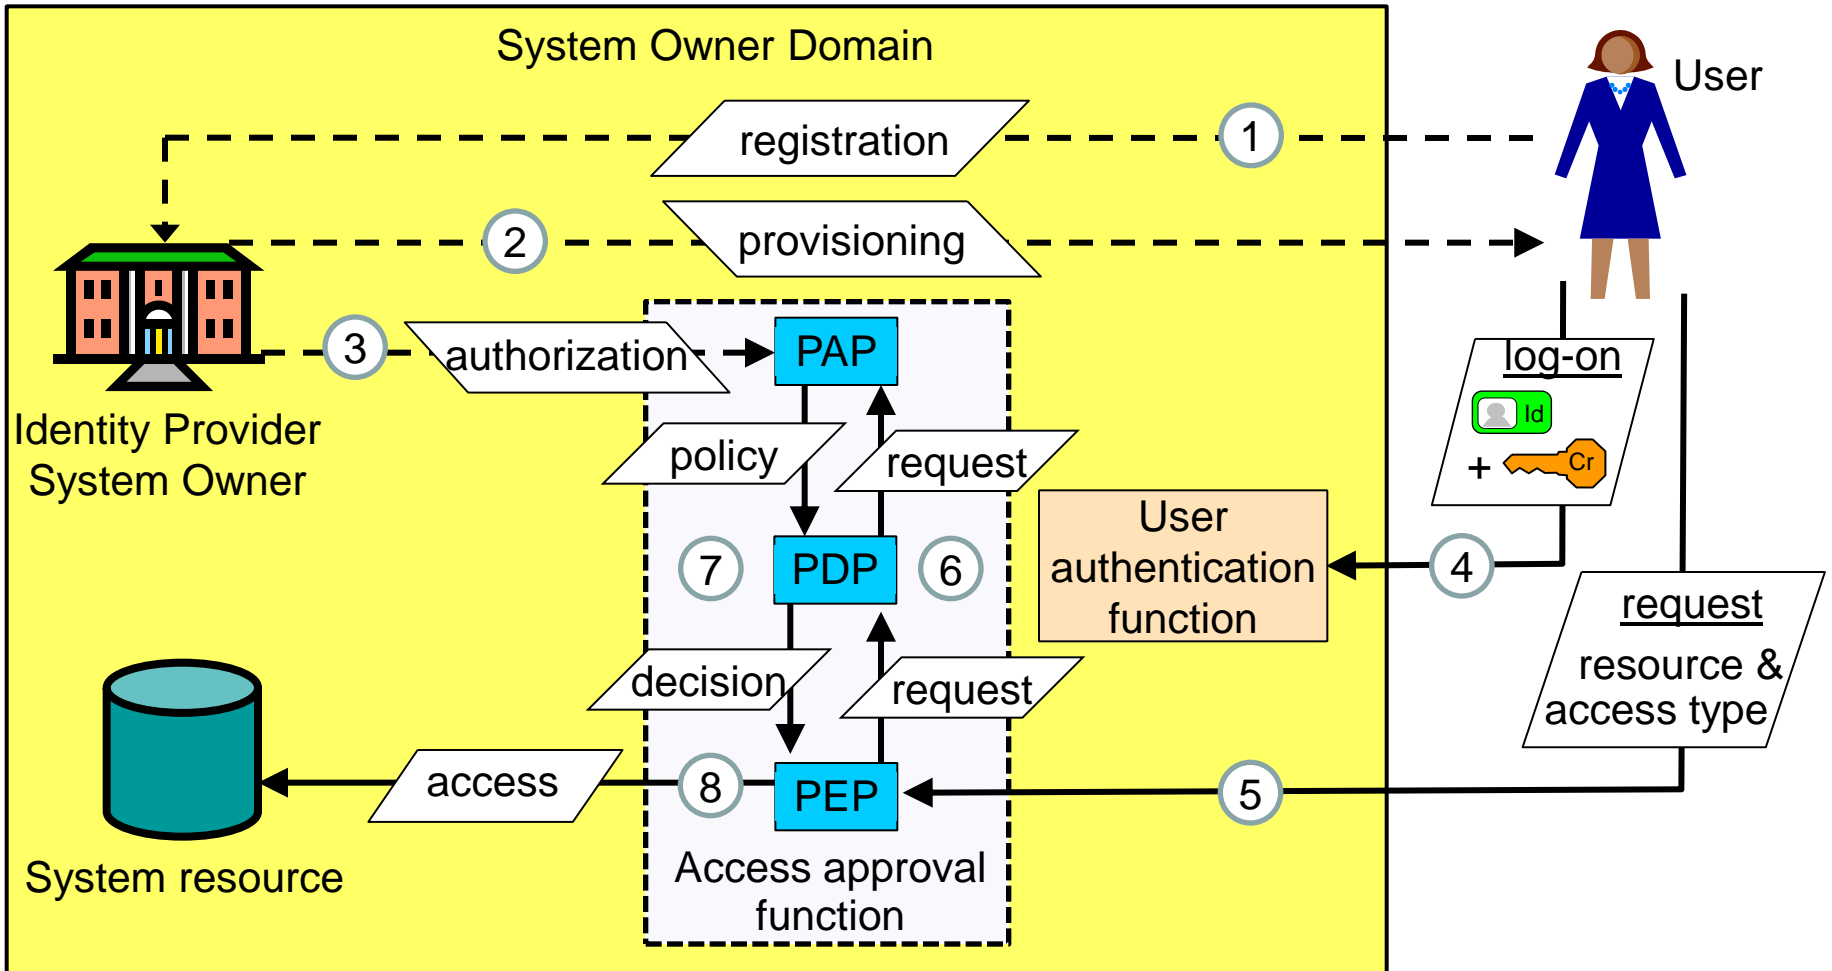 System Owner Domain
User
registration
1
2
provisioning
3
authorization
PAP
log-on
Id
+
Cr
Identity Provider
System Owner
policy
request
User
authentication
function
7
PDP
6
4
request
resource &
access type
decision
request
access
8
PEP
5
System resource
Access approval
function